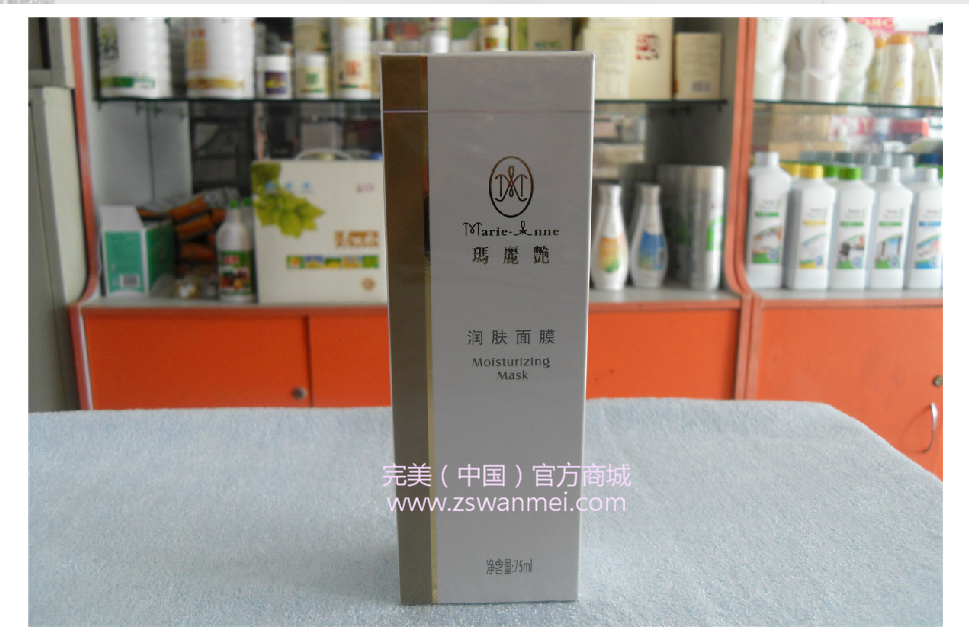 Marie-Anne
瑪麗艷
润肤面膜
Moisturizing
Mask
完美（中国）官方商城
www.zswanmei.com
净含量:75ml